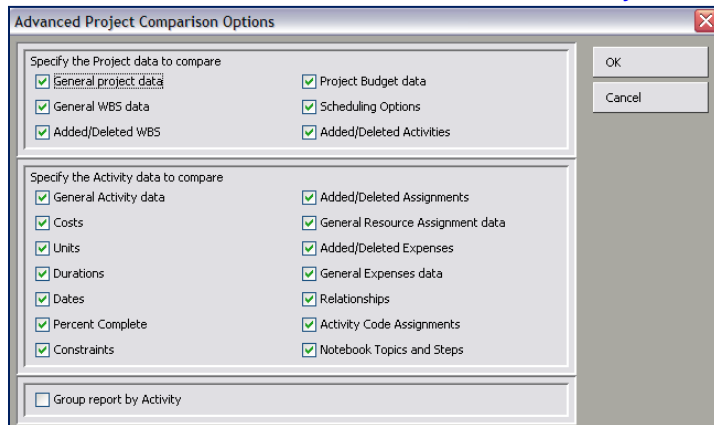 Advanced Project Comparison Options
Specify the Project data to compare
General project data
Project Budget data
General WBS data
Scheduling Options
Added/Deleted WBS
Added/Deleted Activities
OK
Cancel
Specify the Activity data to compare
General Activity data
Added/Deleted Assignments
Costs
General Resource Assignment data
Units
Added/Deleted Expenses
Durations
General Expenses data
Dates
Relationships
Percent Complete
Activity Code Assignments
Constraints
Notebook Topics and Steps
Group report by Activity